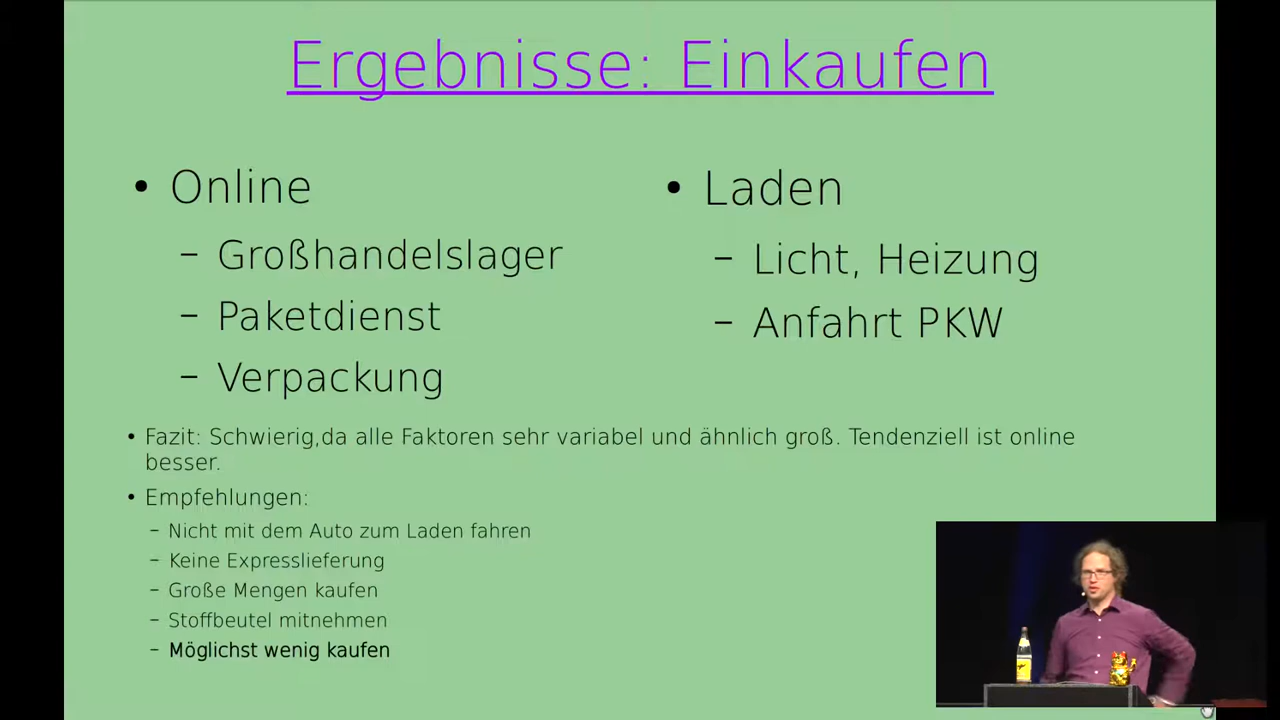 Ergebnisse: Einkaufen
• Online
– Großhandelslager
– Paketdienst
– Verpackung
• Laden
– Licht, Heizung
– Anfahrt PKW
• Fazit: Schwierig,da alle Faktoren sehr variabel und ähnlich groß. Tendenziell ist online
besser.
• Empfehlungen:
– Nicht mit dem Auto zum Laden fahren
– Keine Expresslieferung
– Große Mengen kaufen
– Stoffbeutel mitnehmen
– Möglichst wenig kaufen